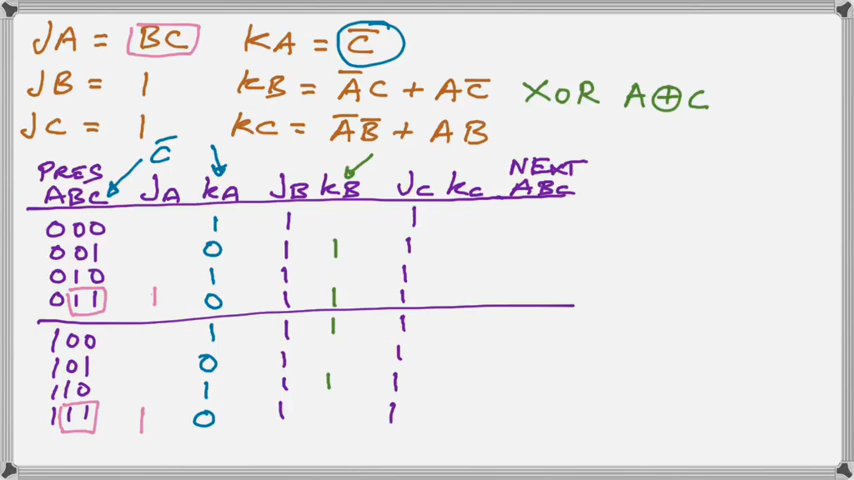 JA = BC KA = C̅
JB = 1 KB = A̅C + AC̅ XOR A⊕C
JC = 1 KC = A̅B̅ + AB
C̅
PRES NEXT
ABC JA KA JB KB JC KC ABC
000 1 1 1
001 0 1 1 1
010 1 1 1
011 1 0 1 1 1
100 1 1 1 1
101 0 1 1
110 1 1 1 1
111 1 0 1 1